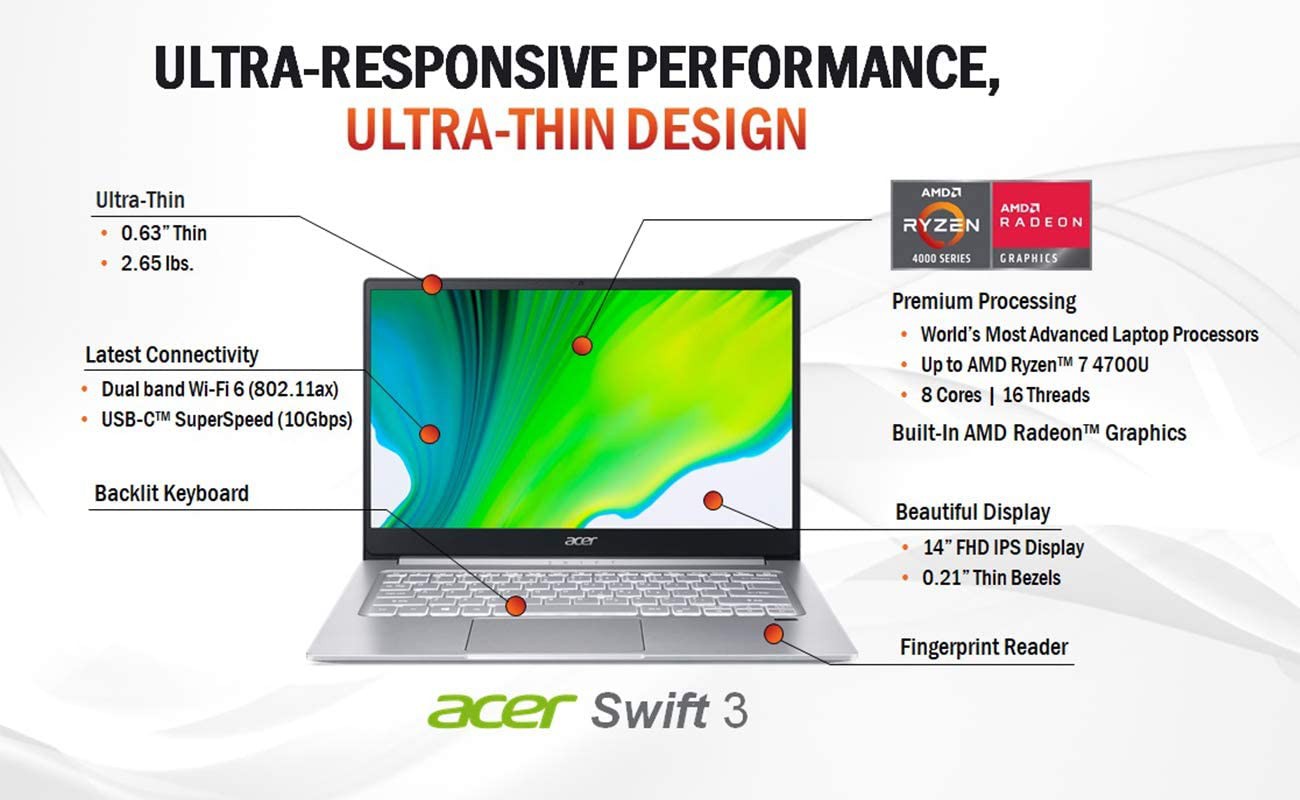 ULTRA-RESPONSIVE PERFORMANCE,
ULTRA-THIN DESIGN
Ultra-Thin
• 0.63” Thin
• 2.65 lbs.
Latest Connectivity
• Dual band Wi-Fi 6 (802.11ax)
• USB-C™ SuperSpeed (10Gbps)
Backlit Keyboard
AMD
RYZEN
4000 SERIES
AMD
RADEON
GRAPHICS
Premium Processing
• World’s Most Advanced Laptop Processors
• Up to AMD Ryzen™ 7 4700U
• 8 Cores | 16 Threads
Built-In AMD Radeon™ Graphics
Beautiful Display
• 14” FHD IPS Display
• 0.21” Thin Bezels
Fingerprint Reader
acer
acer Swift 3